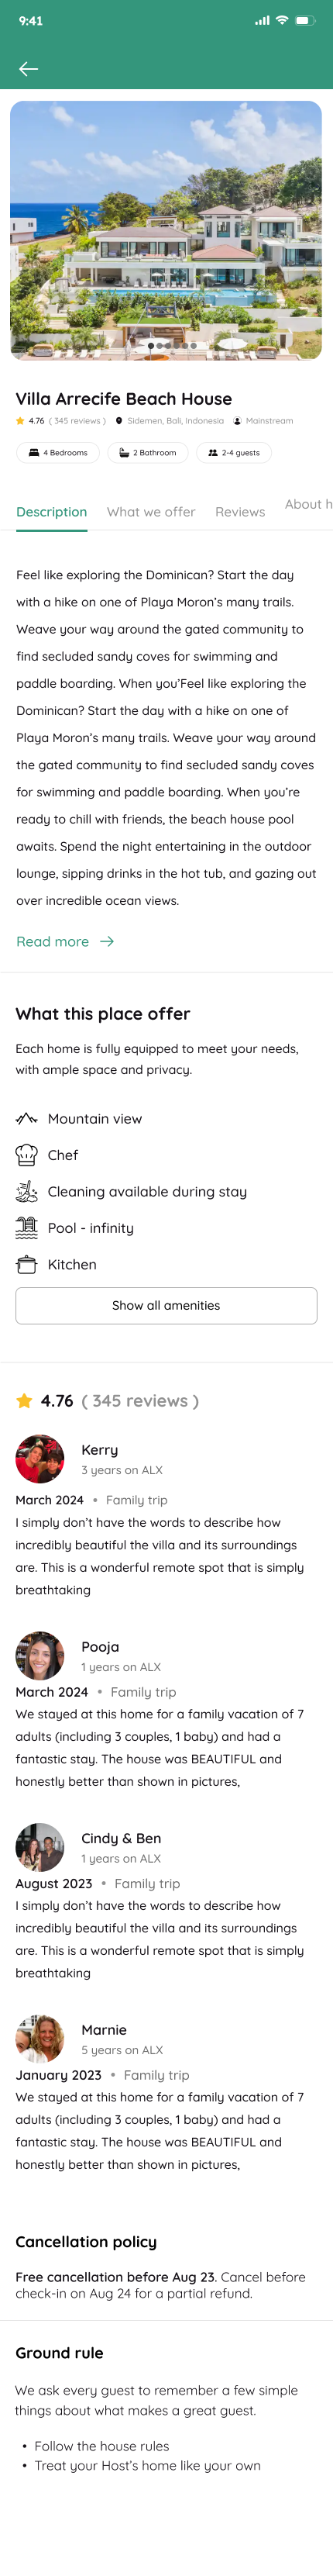 9:41
Villa Arrecife Beach House
4.76 ( 345 reviews ) Sidemen, Bali, Indonesia Mainstream
4 Bedrooms 2 Bathroom 2-4 guests
Description What we offer Reviews About h
Feel like exploring the Dominican? Start the day
with a hike on one of Playa Moron’s many trails.
Weave your way around the gated community to
find secluded sandy coves for swimming and
paddle boarding. When you’Feel like exploring the
Dominican? Start the day with a hike on one of
Playa Moron’s many trails. Weave your way around
the gated community to find secluded sandy coves
for swimming and paddle boarding. When you’re
ready to chill with friends, the beach house pool
awaits. Spend the night entertaining in the outdoor
lounge, sipping drinks in the hot tub, and gazing out
over incredible ocean views.
Read more
What this place offer
Each home is fully equipped to meet your needs,
with ample space and privacy.
Mountain view
Chef
Cleaning available during stay
Pool - infinity
Kitchen
Show all amenities
4.76 ( 345 reviews )
Kerry
3 years on ALX
March 2024 • Family trip
I simply don’t have the words to describe how
incredibly beautiful the villa and its surroundings
are. This is a wonderful remote spot that is simply
breathtaking
Pooja
1 years on ALX
March 2024 • Family trip
We stayed at this home for a family vacation of 7
adults (including 3 couples, 1 baby) and had a
fantastic stay. The house was BEAUTIFUL and
honestly better than shown in pictures,
Cindy & Ben
1 years on ALX
August 2023 • Family trip
I simply don’t have the words to describe how
incredibly beautiful the villa and its surroundings
are. This is a wonderful remote spot that is simply
breathtaking
Marnie
5 years on ALX
January 2023 • Family trip
We stayed at this home for a family vacation of 7
adults (including 3 couples, 1 baby) and had a
fantastic stay. The house was BEAUTIFUL and
honestly better than shown in pictures,
Cancellation policy
Free cancellation before Aug 23. Cancel before
check-in on Aug 24 for a partial refund.
Ground rule
We ask every guest to remember a few simple
things about what makes a great guest.
• Follow the house rules
• Treat your Host’s home like your own